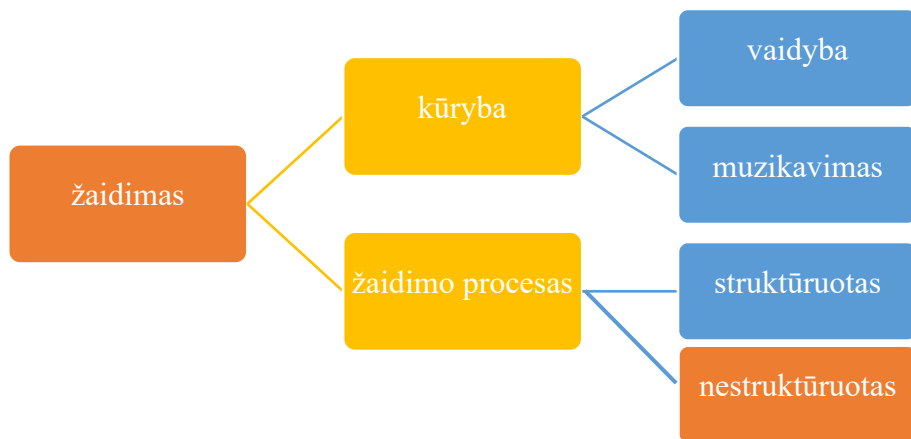 žaidimas
kūryba
vaidyba
muzikavimas
žaidimo procesas
struktūruotas
nestruktūruotas